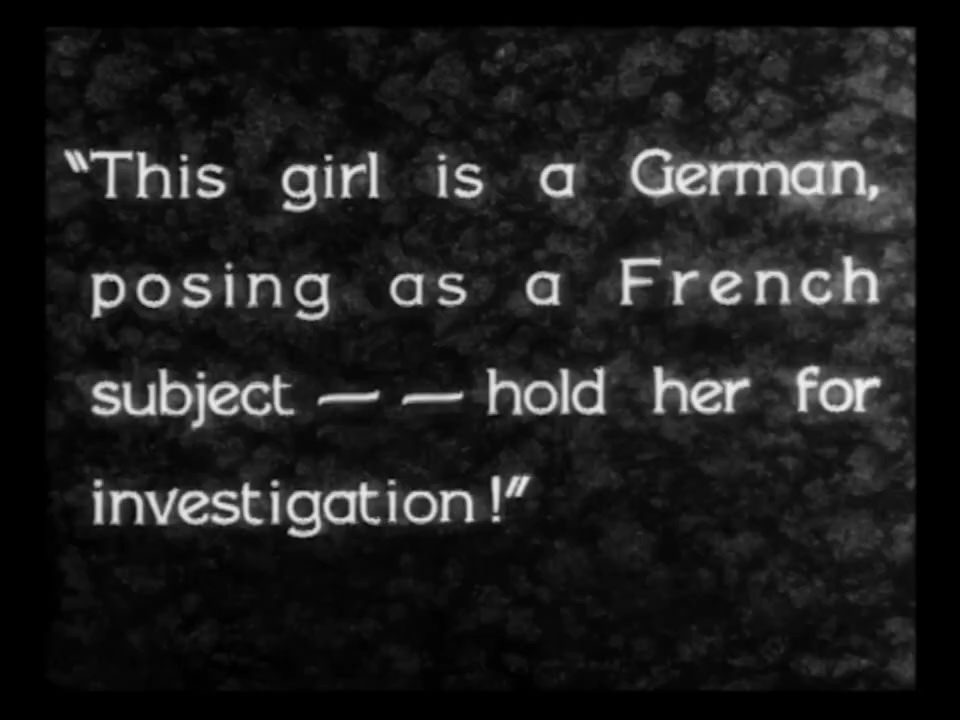 “This girl is a German,
posing as a French
subject — — hold her for
investigation!”